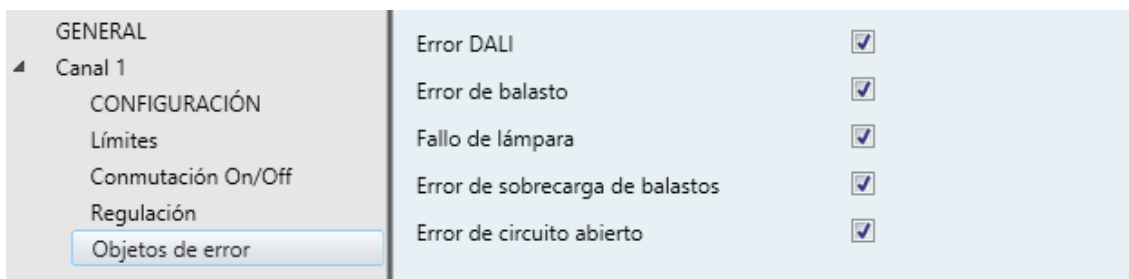 GENERAL
Canal 1
CONFIGURACIÓN
Límites
Conmutación On/Off
Regulación
Objetos de error
Error DALI
Error de balasto
Fallo de lámpara
Error de sobrecarga de balastos
Error de circuito abierto